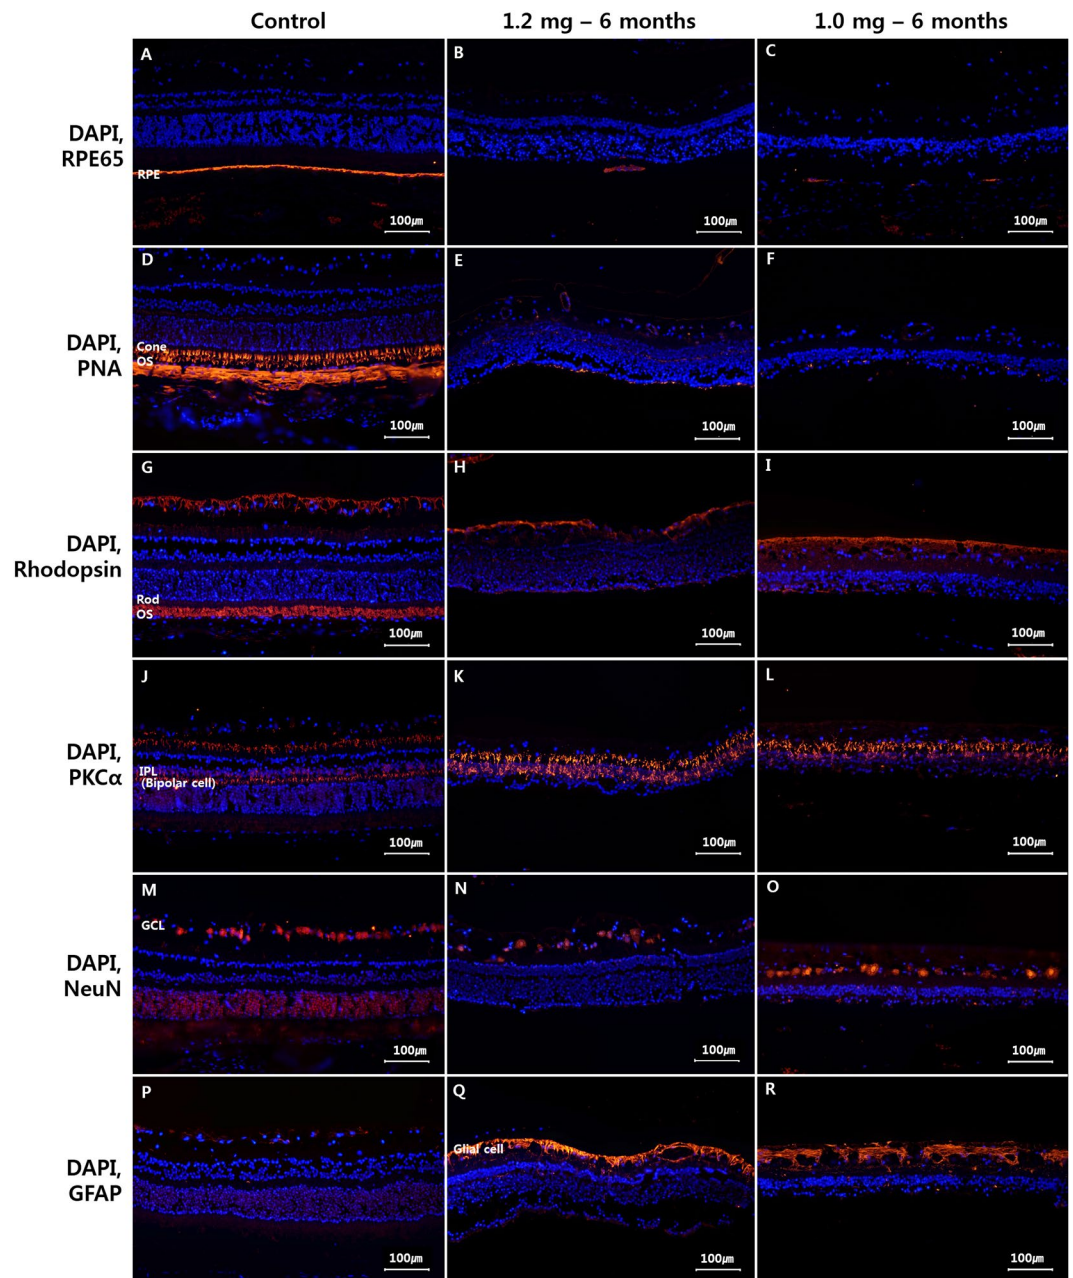 Control 1.2 mg – 6 months 1.0 mg – 6 months
DAPI,
RPE65
A
RPE
100㎛
B
100㎛
C
100㎛
DAPI,
PNA
D
Cone
OS
100㎛
E
100㎛
F
100㎛
DAPI,
Rhodopsin
G
Rod
OS
100㎛
H
100㎛
I
100㎛
DAPI,
PKCα
J
IPL
(Bipolar cell)
100㎛
K
100㎛
L
100㎛
DAPI,
NeuN
M
GCL
100㎛
N
100㎛
O
100㎛
DAPI,
GFAP
P
100㎛
Q
Glial cell
100㎛
R
100㎛